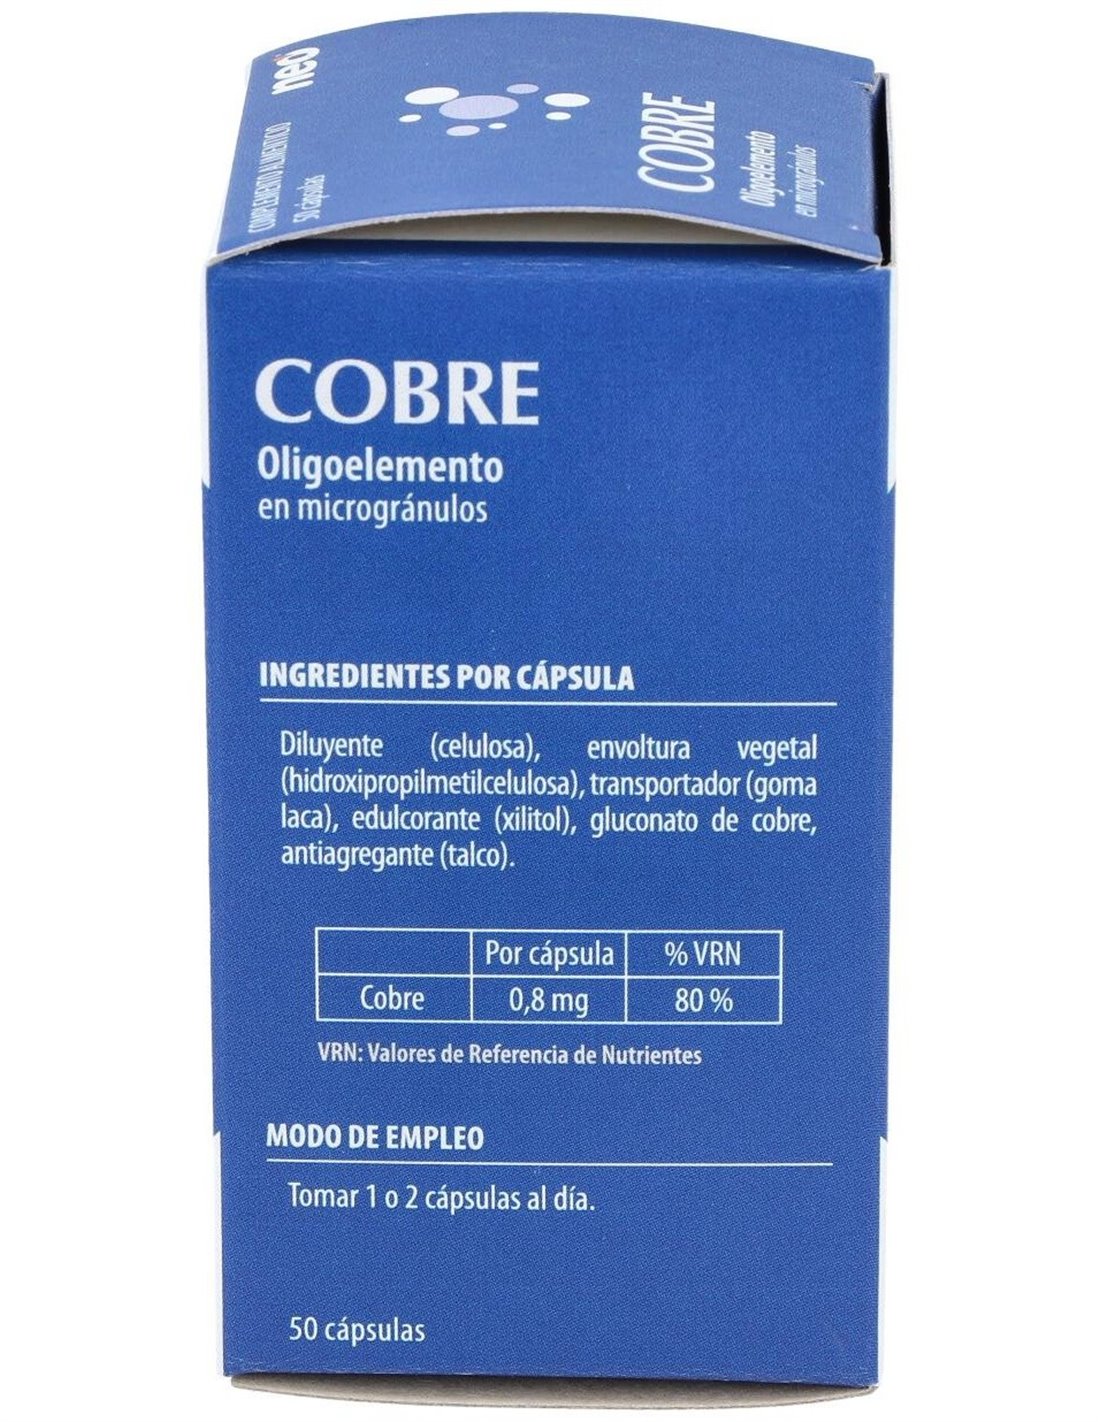 neo
COMPLEMENTO ALIMENTICIO
50 cápsulas
COBRE
Oligoelemento
en microgránulos
COBRE
Oligoelemento
en microgránulos
INGREDIENTES POR CÁPSULA
Diluyente (celulosa), envoltura vegetal
(hidroxipropilmetilcelulosa), transportador (goma
laca), edulcorante (xilitol), gluconato de cobre,
antiagregante (talco).
Por cápsula % VRN
Cobre 0,8 mg 80 %
VRN: Valores de Referencia de Nutrientes
MODO DE EMPLEO
Tomar 1 o 2 cápsulas al día.
50 cápsulas